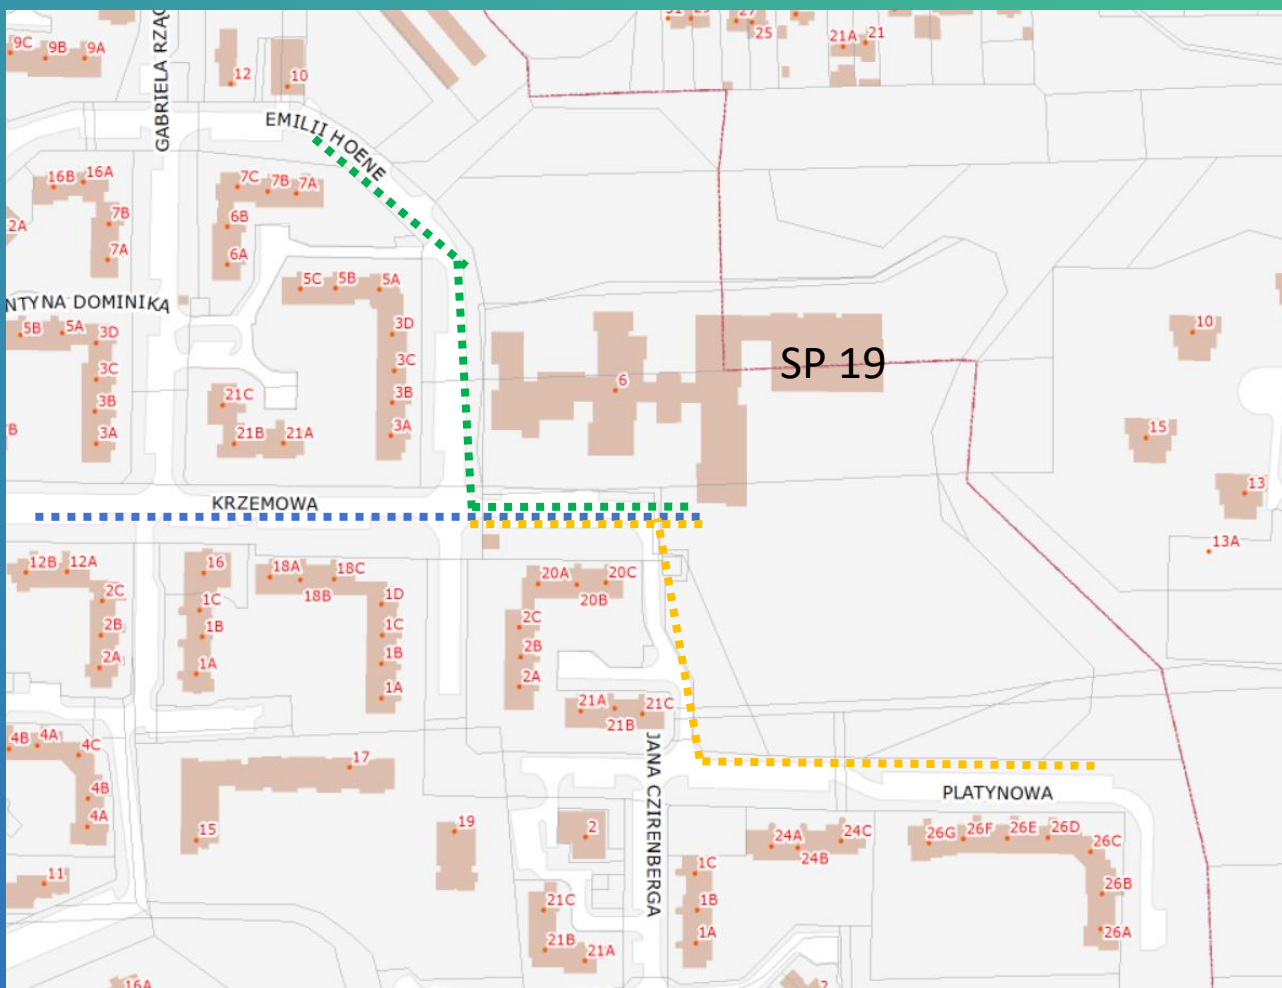 31
29
27
25
21A
21
9C
9B
9A
GABRIELA RZĄC
12
10
EMILII HOENE
16B
16A
7C
7B
7A
7B
2A
6B
7A
6A
5C
5B
5A
NTYNA DOMINIKA
5B
5A
3D
3D
10
SP 19
3C
3C
6
21C
3B
3B
B
3A
21B
21A
3A
15
13
KRZEMOWA
13A
12B
12A
16
18A
18C
18B
20A
20C
20B
2C
1C
1D
2B
1B
1C
2C
2A
1A
1B
2B
1A
2A
21A
21C
21B
4B
4A
4C
17
JANA CZIRENBERGA
4B
PLATYNOWA
4A
15
19
2
24A
24C
24B
26G
26F
26E
26D
26C
11
1C
26B
21C
1B
26A
21B
21A
1A
16A
2